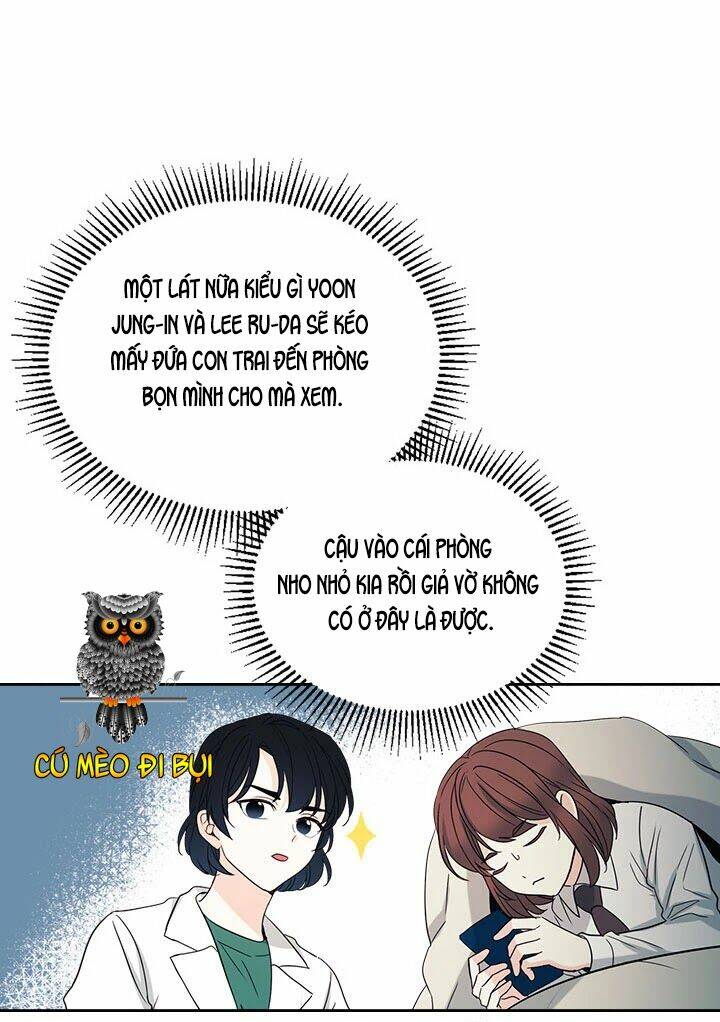 MỘT LÁT NỮA KIỂU GÌ YOON
JUNG-IN VÀ LEE RU-DA SẼ KÉO
MẤY ĐỨA CON TRAI ĐẾN PHÒNG
BỌN MÌNH CHO MÀ XEM.
CẬU VÀO CÁI PHÒNG
NHO NHỎ KIA RỒI GIẢ VỜ KHÔNG
CÓ Ở ĐÂY LÀ ĐƯỢC.
CÚ MÈO ĐI BỤI